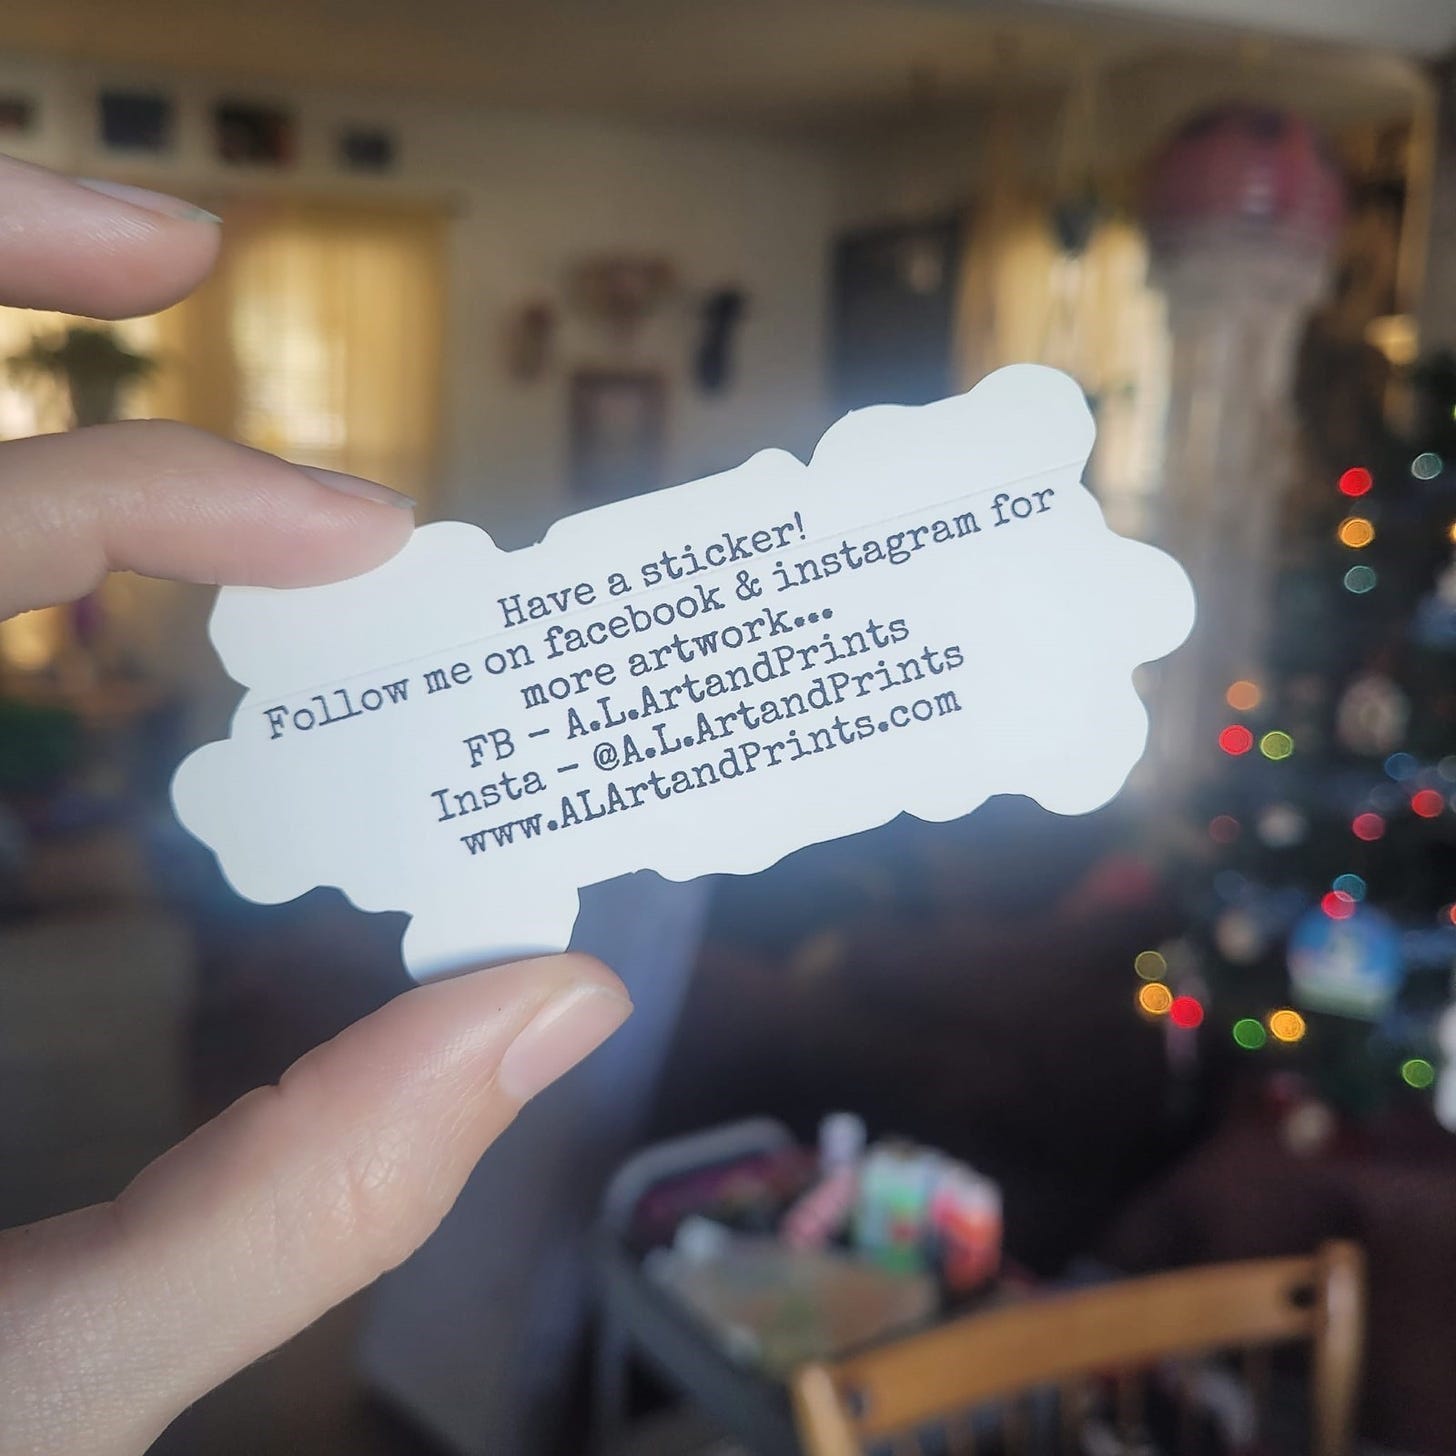 Have a sticker!
Follow me on facebook & instagram for
more artwork...
FB - A.L.ArtandPrints
Insta - @A.L.ArtandPrints
www.ALArtandPrints.com